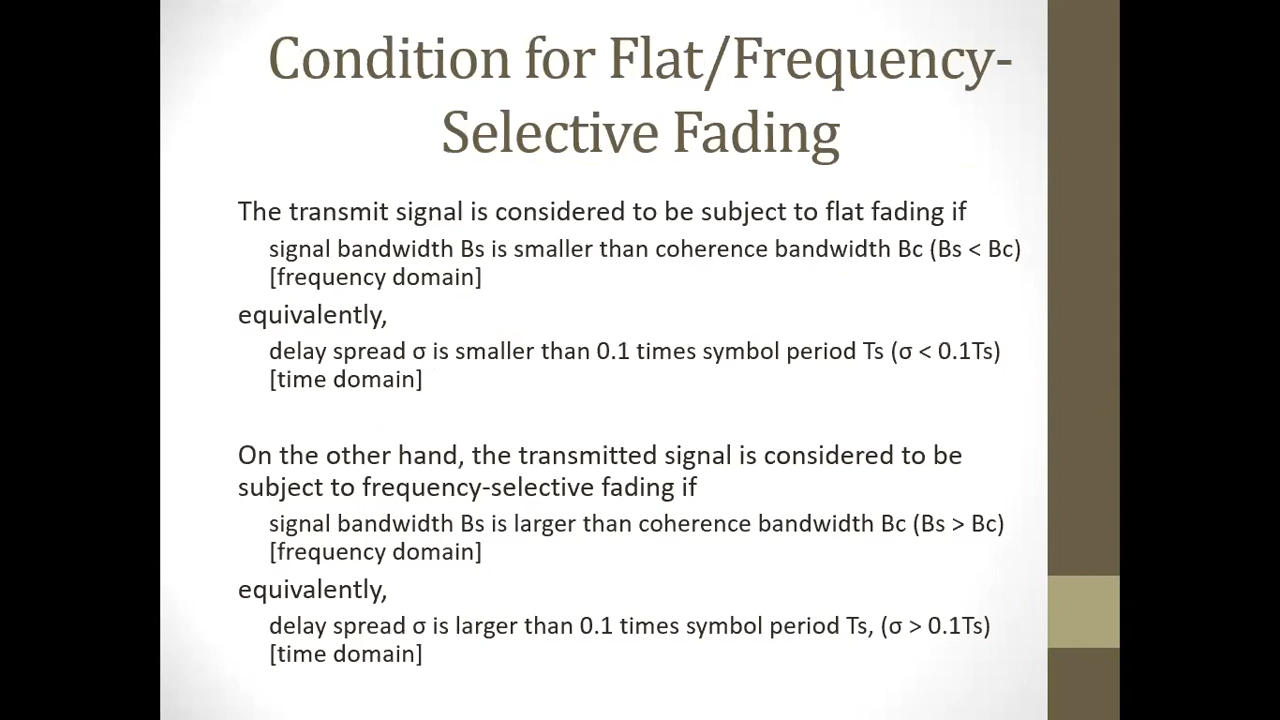 Condition for Flat/Frequency-
Selective Fading
The transmit signal is considered to be subject to flat fading if
signal bandwidth Bs is smaller than coherence bandwidth Bc (Bs < Bc)
[frequency domain]
equivalently,
delay spread σ is smaller than 0.1 times symbol period Ts (σ < 0.1Ts)
[time domain]
On the other hand, the transmitted signal is considered to be
subject to frequency-selective fading if
signal bandwidth Bs is larger than coherence bandwidth Bc (Bs > Bc)
[frequency domain]
equivalently,
delay spread σ is larger than 0.1 times symbol period Ts, (σ > 0.1Ts)
[time domain]